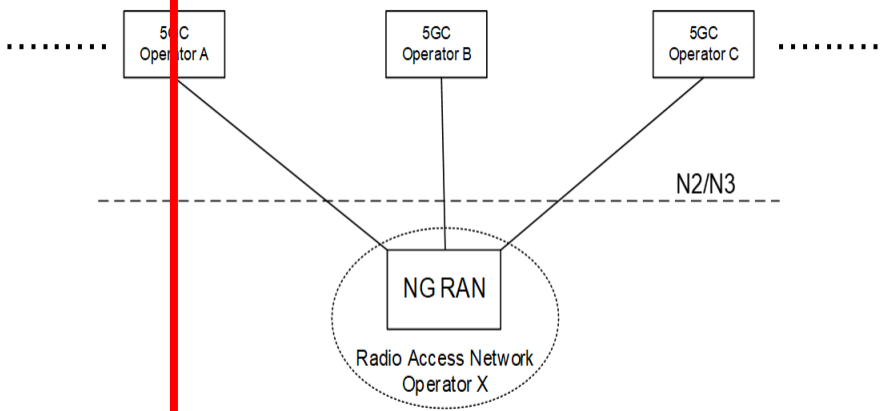 5GC
Operator A
5GC
Operator B
5GC
Operator C
N2/N3
NG RAN
Radio Access Network
Operator X